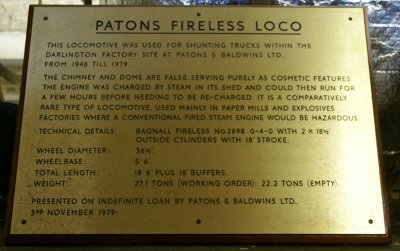 PATONS FIRELESS LOCO
THIS LOCOMOTIVE WAS USED FOR SHUNTING TRUCKS WITHIN THE
DARLINGTON FACTORY SITE AT PATONS & BALDWINS LTD.,
FROM 1948 TILL 1979.
THE CHIMNEY AND DOME ARE FALSE, SERVING PURELY AS COSMETIC FEATURES
THE ENGINE WAS CHARGED BY STEAM IN ITS SHED AND COULD THEN RUN FOR
A FEW HOURS BEFORE NEEDING TO BE RE-CHARGED. IT IS A COMPARATIVELY
RARE TYPE OF LOCOMOTIVE, USED MAINLY IN PAPER MILLS AND EXPLOSIVES
FACTORIES WHERE A CONVENTIONAL FIRED STEAM ENGINE WOULD BE HAZARDOUS
TECHNICAL DETAILS: BAGNALL FIRELESS No.2898 0-4-0 WITH 2 × 18½"
OUTSIDE CYLINDERS WITH 18" STROKE.
WHEEL DIAMETER: 36½".
WHEELBASE: 5' 6".
TOTAL LENGTH: 18' 6" PLUS 18" BUFFERS.
WEIGHT: 27.1 TONS (WORKING ORDER): 22.2 TONS (EMPTY).
PRESENTED ON INDEFINITE LOAN BY PATONS & BALDWINS LTD.,
3RD NOVEMBER 1979.